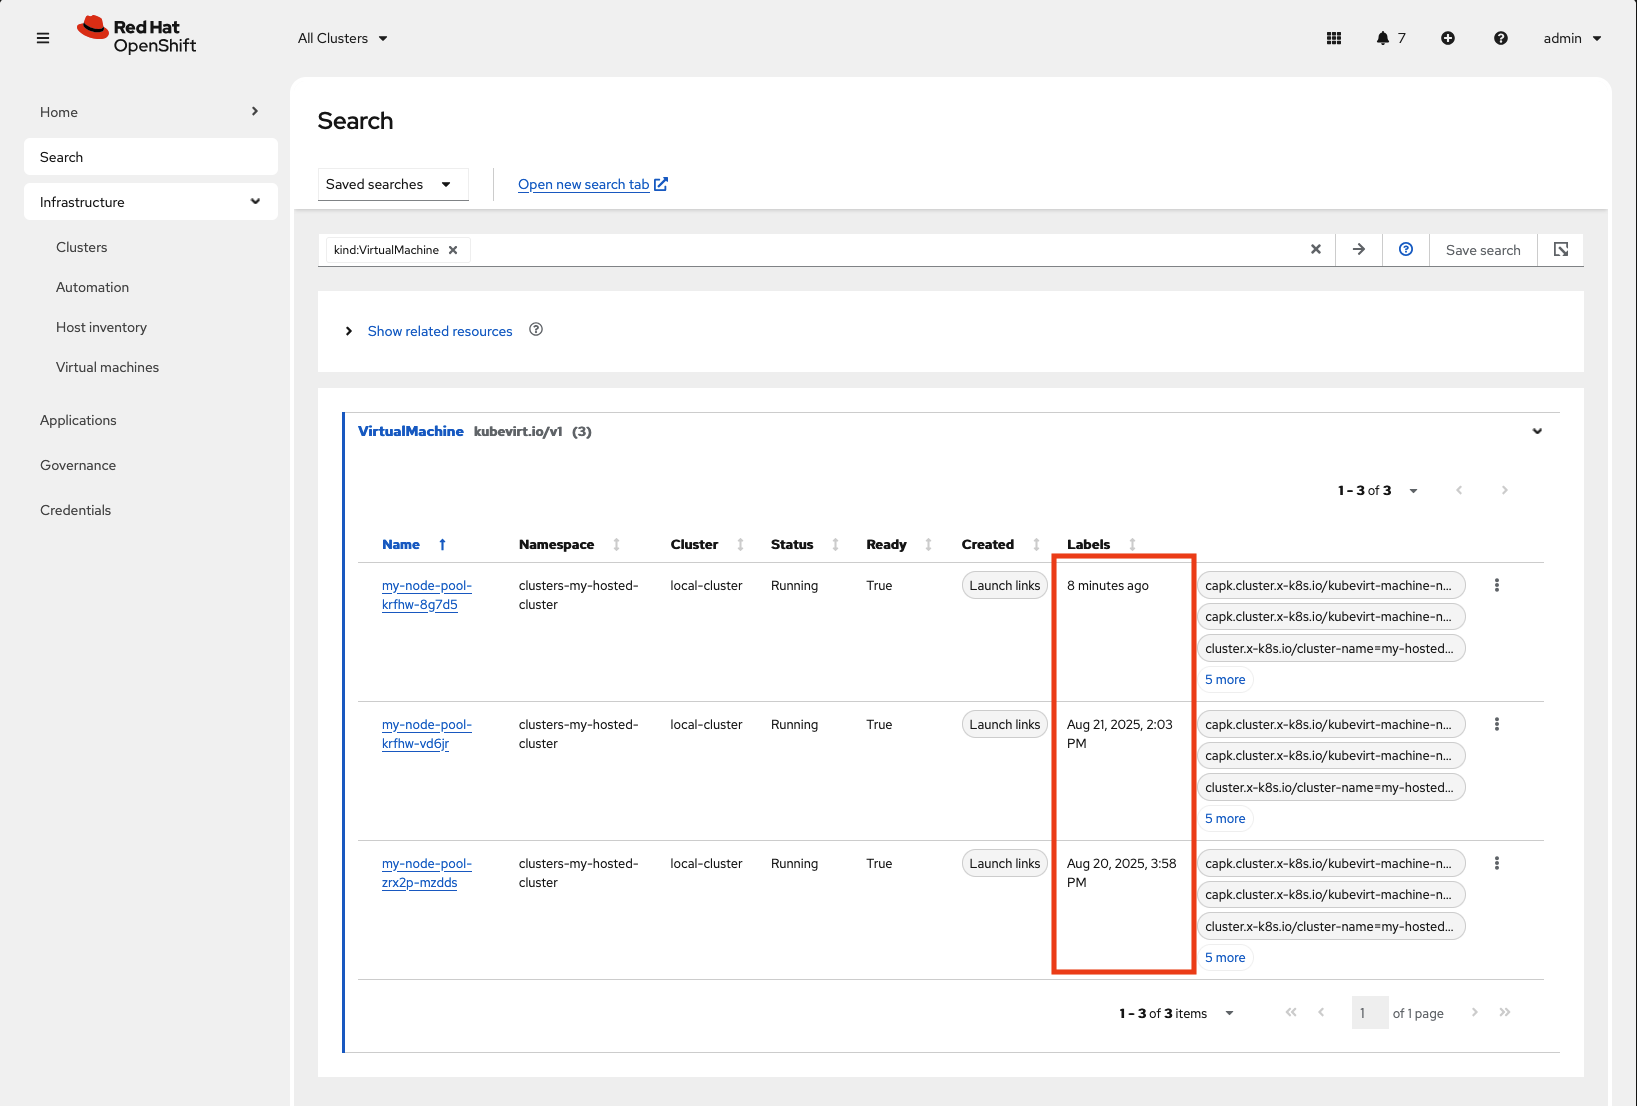 Red Hat
OpenShift
All Clusters
7
admin
Home
Search
Infrastructure
Clusters
Automation
Host inventory
Virtual machines
Applications
Governance
Credentials
Search
Saved searches
Open new search tab
kind:VirtualMachine
Save search
Show related resources
VirtualMachine kubevirt.io/v1 (3)
1 - 3 of 3
Name Namespace Cluster Status Ready Created Labels
my-node-pool-
krfhw-8g7d5
clusters-my-hosted-
cluster
local-cluster
Running
True
Launch links
8 minutes ago
capk.cluster.x-k8s.io/kubevirt-machine-n...
capk.cluster.x-k8s.io/kubevirt-machine-n...
cluster.x-k8s.io/cluster-name=my-hosted...
5 more
my-node-pool-
krfhw-vd6jr
clusters-my-hosted-
cluster
local-cluster
Running
True
Launch links
Aug 21, 2025, 2:03
PM
capk.cluster.x-k8s.io/kubevirt-machine-n...
capk.cluster.x-k8s.io/kubevirt-machine-n...
cluster.x-k8s.io/cluster-name=my-hosted...
5 more
my-node-pool-
zrx2p-mzdds
clusters-my-hosted-
cluster
local-cluster
Running
True
Launch links
Aug 20, 2025, 3:58
PM
capk.cluster.x-k8s.io/kubevirt-machine-n...
capk.cluster.x-k8s.io/kubevirt-machine-n...
cluster.x-k8s.io/cluster-name=my-hosted...
5 more
1 - 3 of 3 items
1 of 1 page